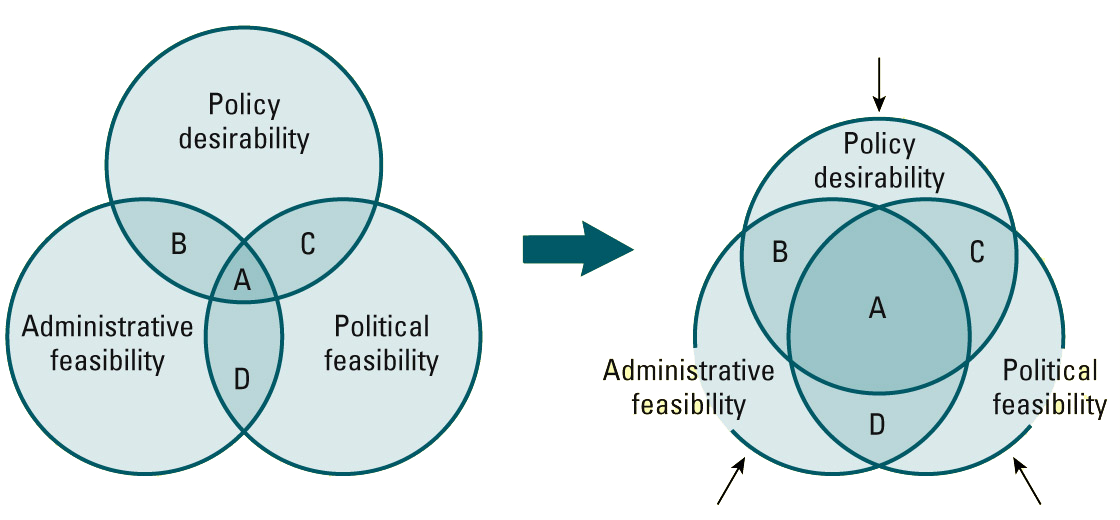 Policy
desirability
B
C
A
Administrative
feasibility
Political
feasibility
D
Policy
desirability
B
C
A
Administrative
feasibility
Political
feasibility
D